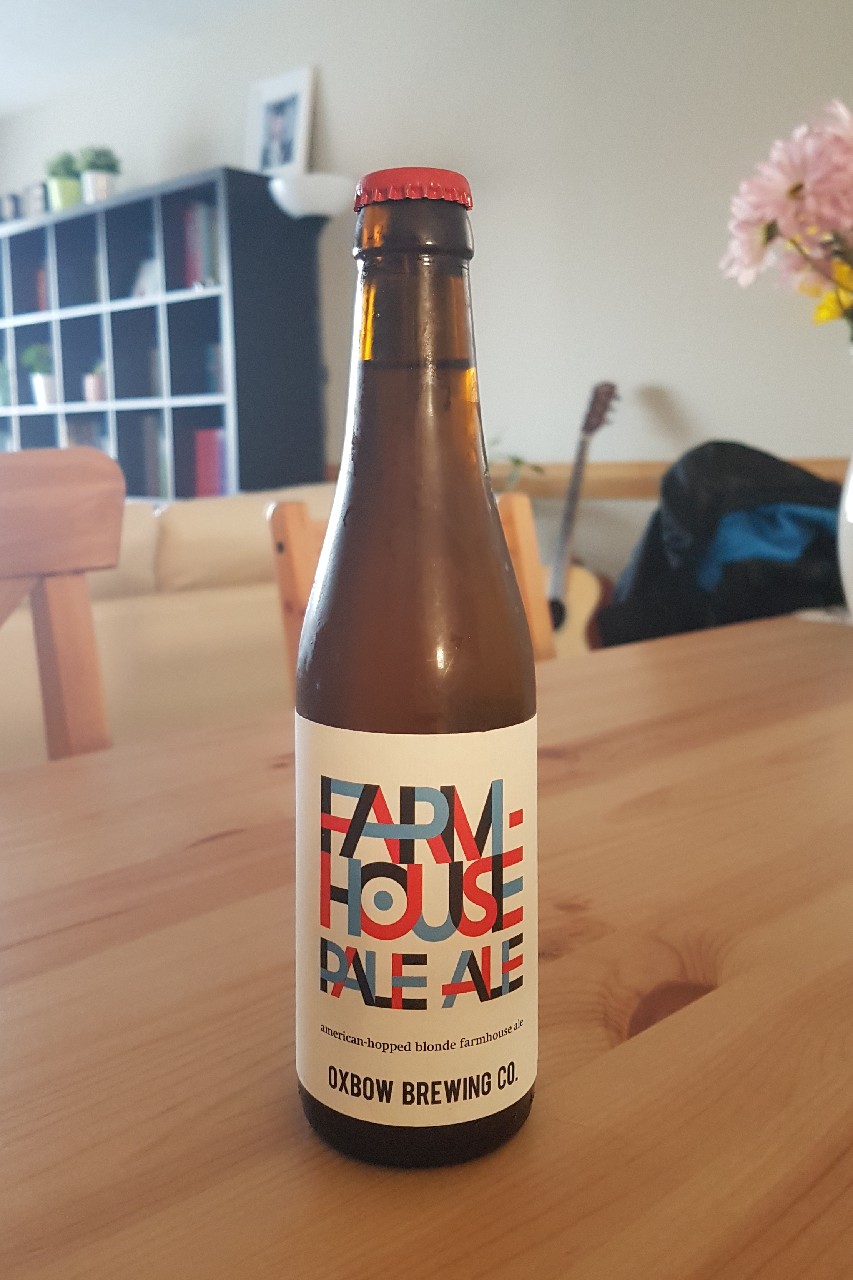 FARM-
HOUSE
PALE ALE
american-hopped blonde farmhouse ale
OXBOW BREWING CO.